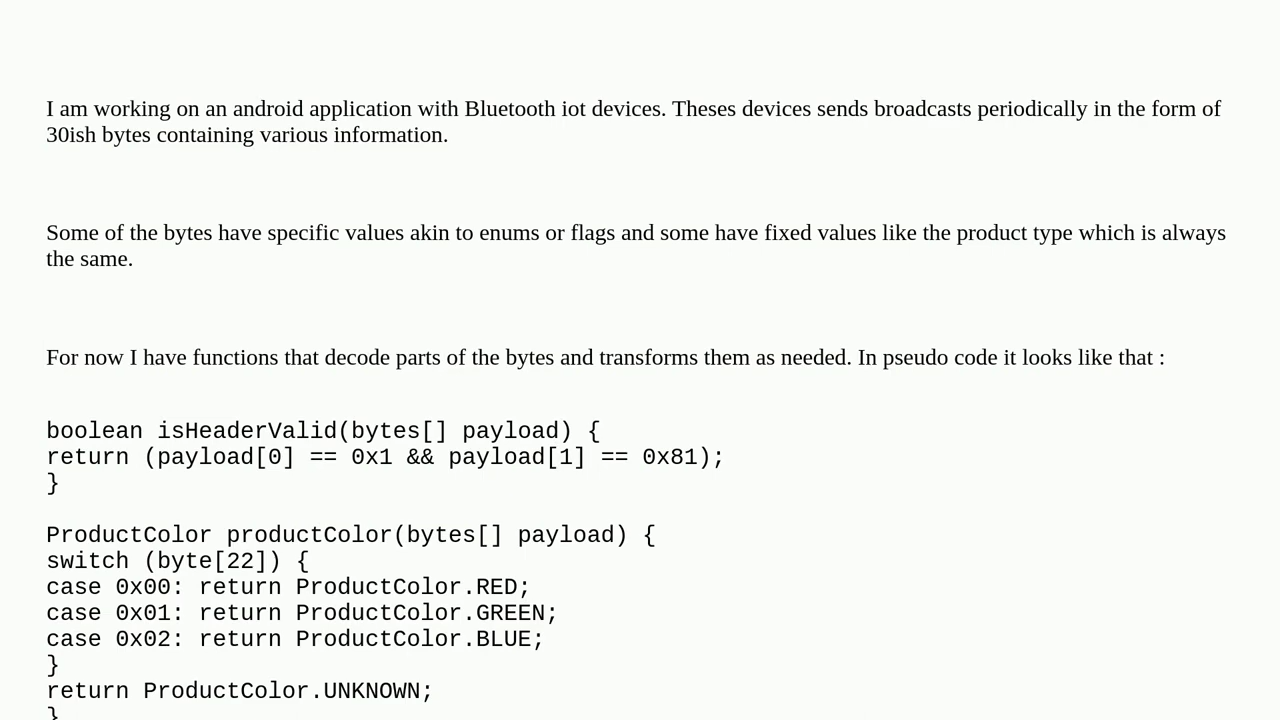 I am working on an android application with Bluetooth iot devices. Theses devices sends broadcasts periodically in the form of
30ish bytes containing various information.
Some of the bytes have specific values akin to enums or flags and some have fixed values like the product type which is always
the same.
For now I have functions that decode parts of the bytes and transforms them as needed. In pseudo code it looks like that :
boolean isHeaderValid(bytes[] payload) {
return (payload[0] == 0x1 && payload[1] == 0x81);
}
ProductColor productColor(bytes[] payload) {
switch (byte[22]) {
case 0x00: return ProductColor.RED;
case 0x01: return ProductColor.GREEN;
case 0x02: return ProductColor.BLUE;
}
return ProductColor.UNKNOWN;
}